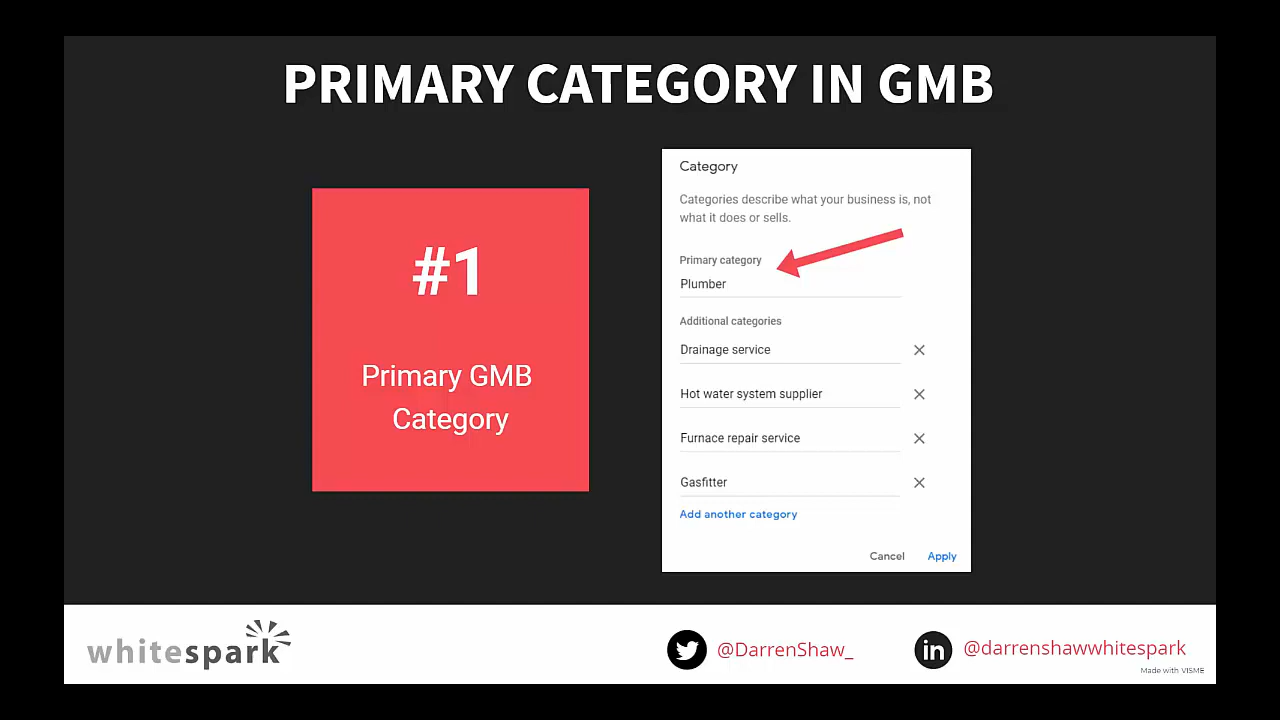 PRIMARY CATEGORY IN GMB
#1
Primary GMB
Category
Category
Categories describe what your business is, not
what it does or sells.
Primary category
Plumber
Additional categories
Drainage service
Hot water system supplier
Furnace repair service
Gasfitter
Add another category
Cancel Apply
whitespark
@DarrenShaw_
in @darrenshawwhitespark
Made with VISME